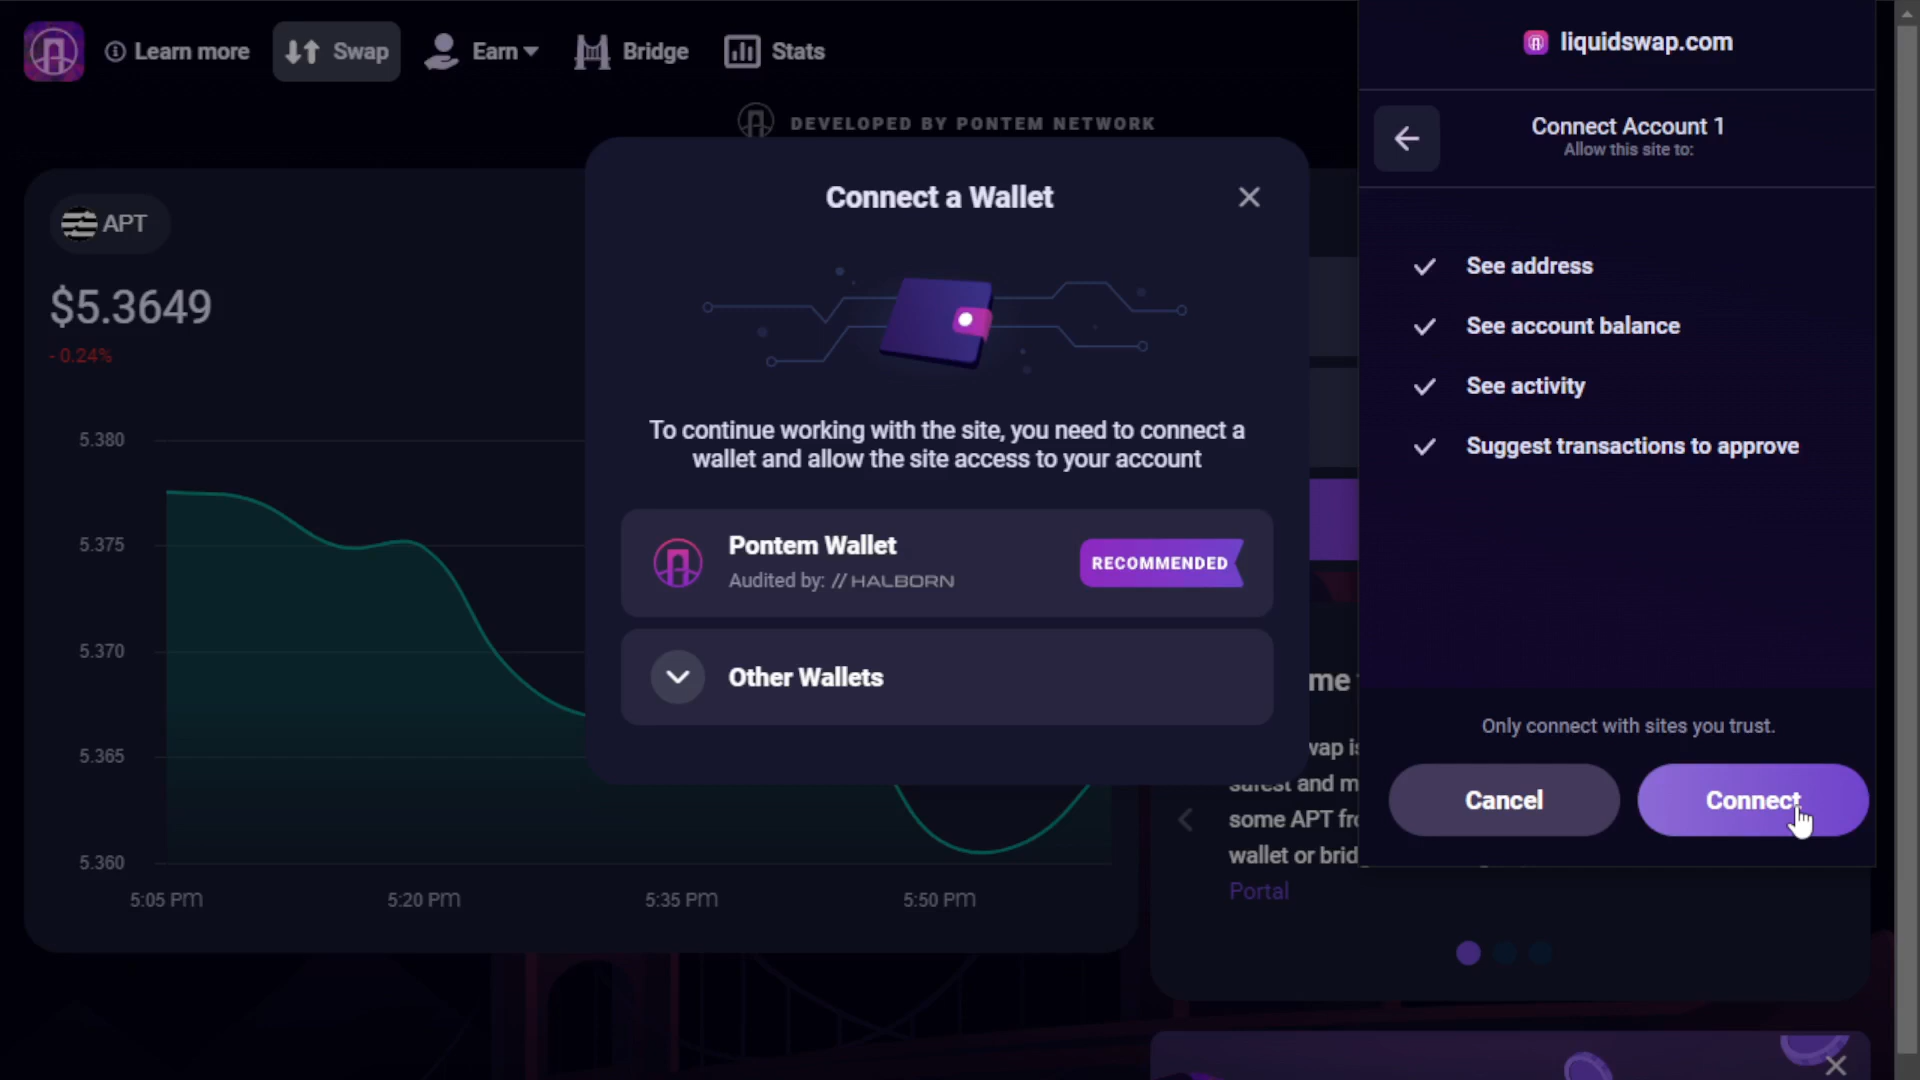 Learn more
Swap
Earn
Bridge
Stats
DEVELOPED BY PONTEM NETWORK
APT
$5.3649
- 0.24%
5.380
5.375
5.370
5.365
5.360
5:05 PM
5:20 PM
5:35 PM
5:50 PM
Connect a Wallet
To continue working with the site, you need to connect a
wallet and allow the site access to your account
Pontem Wallet
Audited by: // HALBORN
RECOMMENDED
Other Wallets
and m
some APT
wallet or
Portal
liquidswap.com
Connect Account 1
Allow this site to:
See address
See account balance
See activity
Suggest transactions to approve
Only connect with sites you trust.
Cancel
Connect